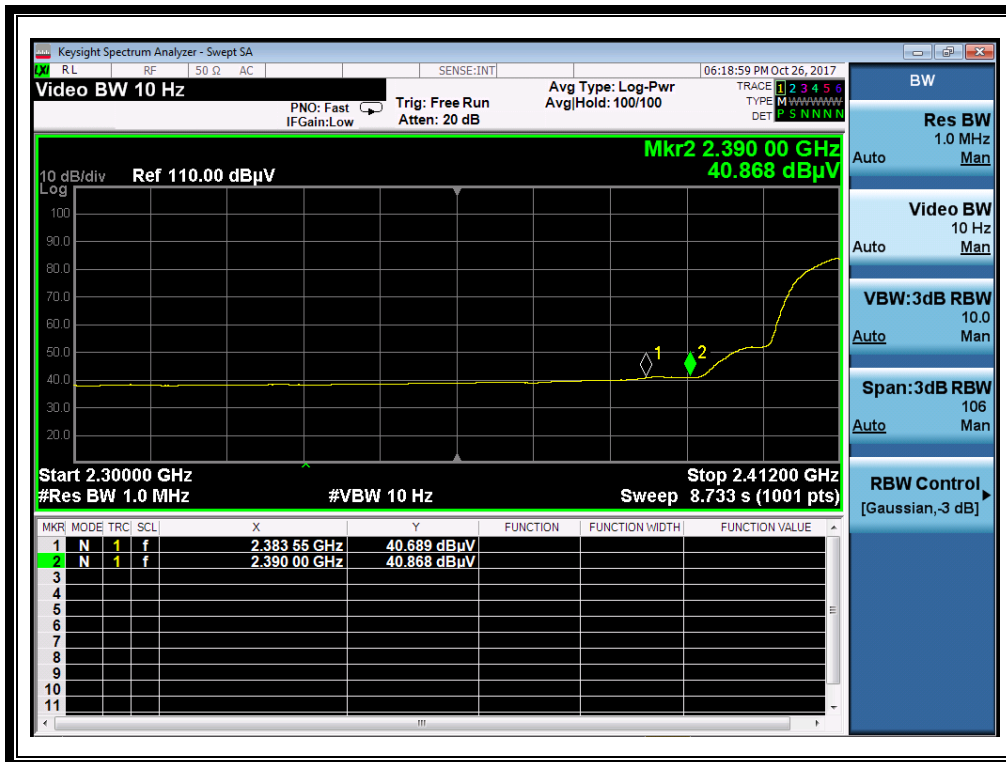 Keysight Spectrum Analyzer - Swept SA
LXI RL RF 50 Ω AC SENSE:INT 06:18:59 PM Oct 26, 2017
Video BW 10 Hz
PNO: Fast
IFGain:Low
Trig: Free Run
Atten: 20 dB
Avg Type: Log-Pwr
Avg|Hold: 100/100
TRACE 1 2 3 4 5 6
TYPE M WWWWW
DET P S N N N N
Mkr2 2.390 00 GHz
40.868 dBµV
10 dB/div Ref 110.00 dBµV
Log
100
90.0
80.0
70.0
60.0
50.0
40.0
30.0
20.0
1
2
Start 2.30000 GHz Stop 2.41200 GHz
#Res BW 1.0 MHz #VBW 10 Hz Sweep 8.733 s (1001 pts)
MKR MODE TRC SCL X Y FUNCTION FUNCTION WIDTH FUNCTION VALUE
1 N 1 f 2.383 55 GHz 40.689 dBµV
2 N 1 f 2.390 00 GHz 40.868 dBµV
3
4
5
6
7
8
9
10
11
BW
Res BW
1.0 MHz
Auto Man
Video BW
10 Hz
Auto Man
VBW:3dB RBW
10.0
Auto Man
Span:3dB RBW
106
Auto Man
RBW Control
[Gaussian,-3 dB]